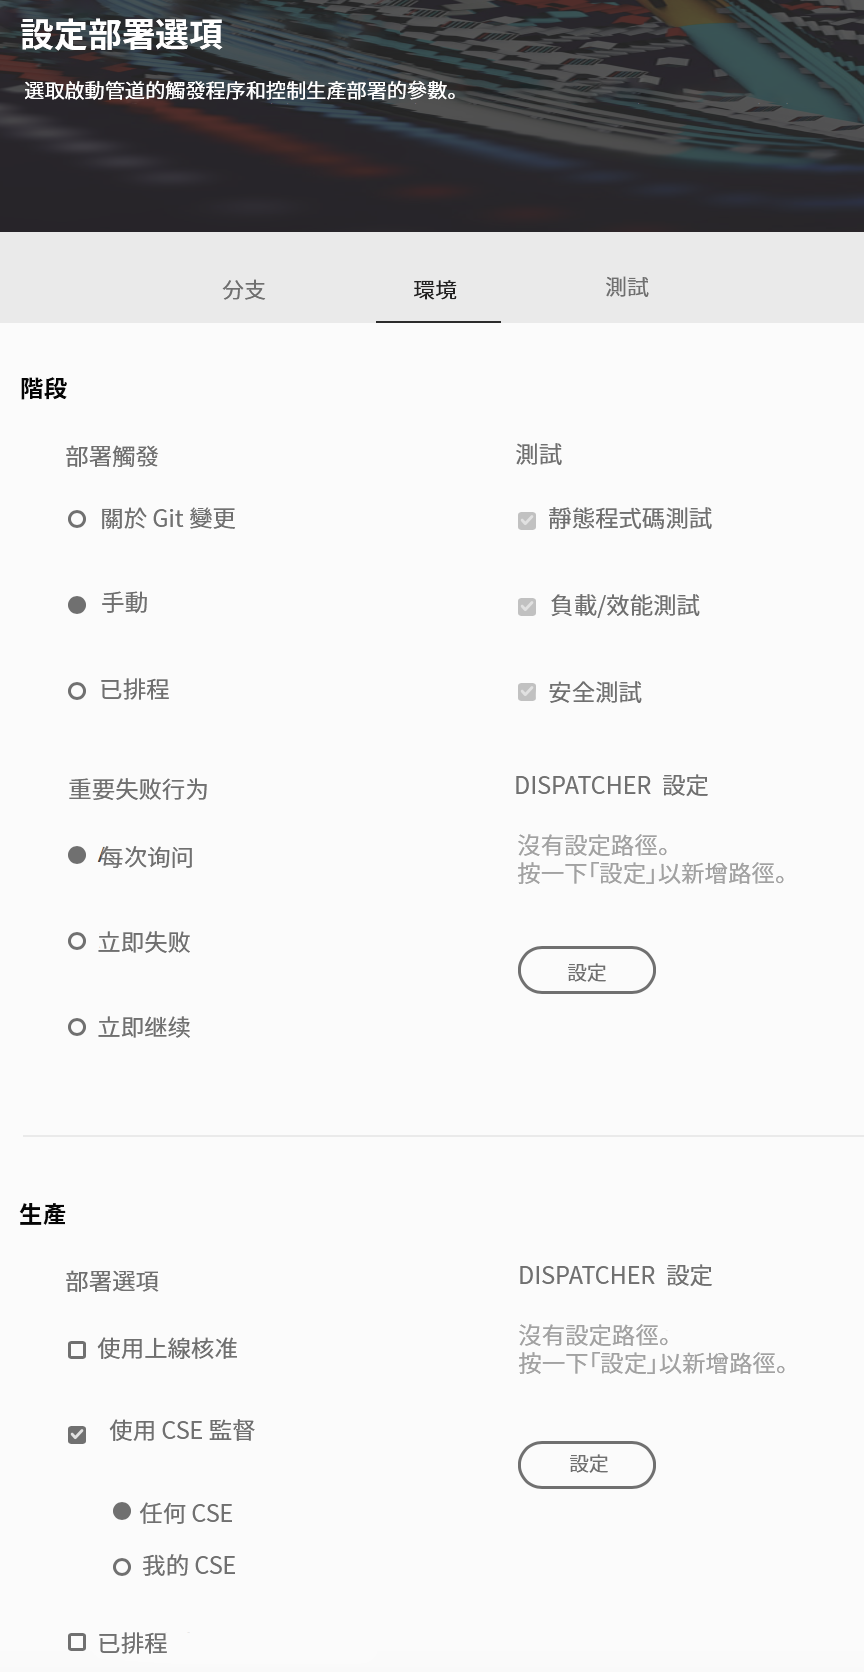 設定部署選項
選取啟動管道的觸發程序和控制生產部署的參數。
分支
環境
測試
階段
部署觸發
關於 Git 變更
手動
已排程
測試
靜態程式碼測試
負載/效能測試
安全測試
重要失败行为
每次询问
立即失败
立即继续
DISPATCHER 設定
沒有設定路徑。
按一下「設定」以新增路徑。
設定
生產
部署選項
使用上線核准
使用 CSE 監督
任何 CSE
我的 CSE
已排程
DISPATCHER 設定
沒有設定路徑。
按一下「設定」以新增路徑。
設定